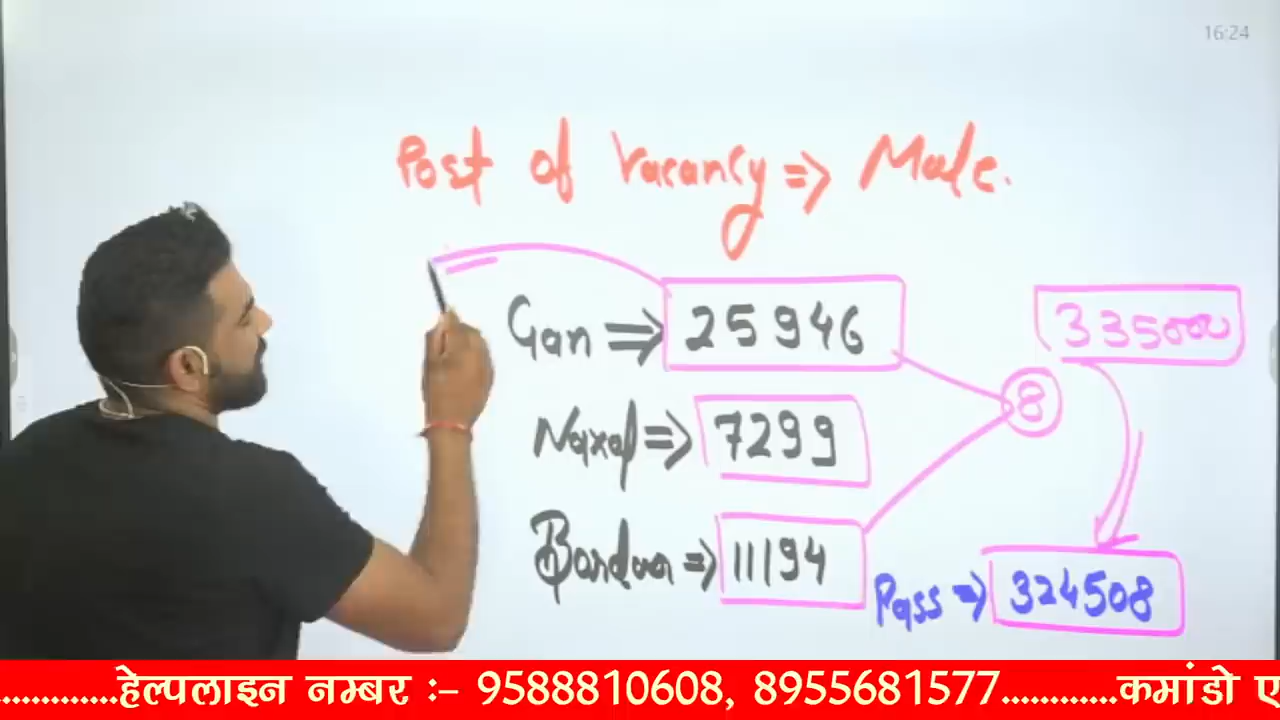 16:24
Post of Vacancy => Male.
Gen => 25946
335000
8
Naxal => 7299
Border => 11194
Pass => 324508
.............हेल्पलाइन नम्बर :- 9588810608, 8955681577............कमांडो ए